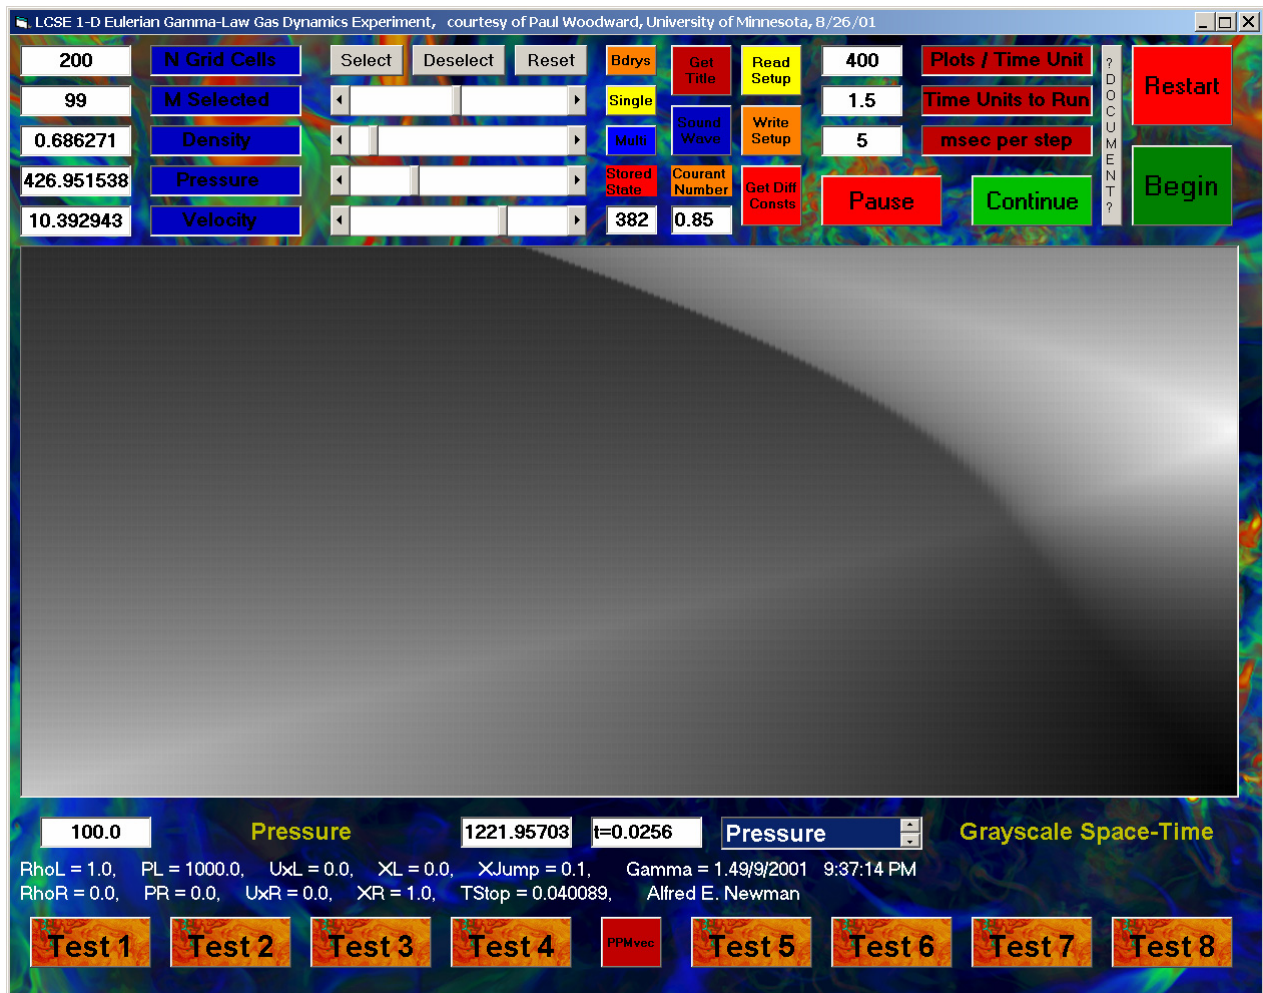 LCSE 1-D Eulerian Gamma-Law Gas Dynamics Experiment, courtesy of Paul Woodward, University of Minnesota, 8/26/01
200 N Grid Cells Select Deselect Reset Bdrys Get Title Read Setup 400 Plots / Time Unit ? DOCUMENT? Restart
99 M Selected Single 1.5 Time Units to Run
0.686271 Density Multi Sound Wave Write Setup 5 msec per step
426.951538 Pressure Stored State Courant Number Get Diff Consts Pause Continue Begin
10.392943 Velocity 382 0.85
100.0 Pressure 1221.95703 t=0.0256 Pressure Grayscale Space-Time
RhoL = 1.0, PL = 1000.0, UxL = 0.0, XL = 0.0, XJump = 0.1, Gamma = 1.49/9/2001 9:37:14 PM
RhoR = 0.0, PR = 0.0, UxR = 0.0, XR = 1.0, TStop = 0.040089, Alfred E. Newman
Test 1 Test 2 Test 3 Test 4 PPMvec Test 5 Test 6 Test 7 Test 8